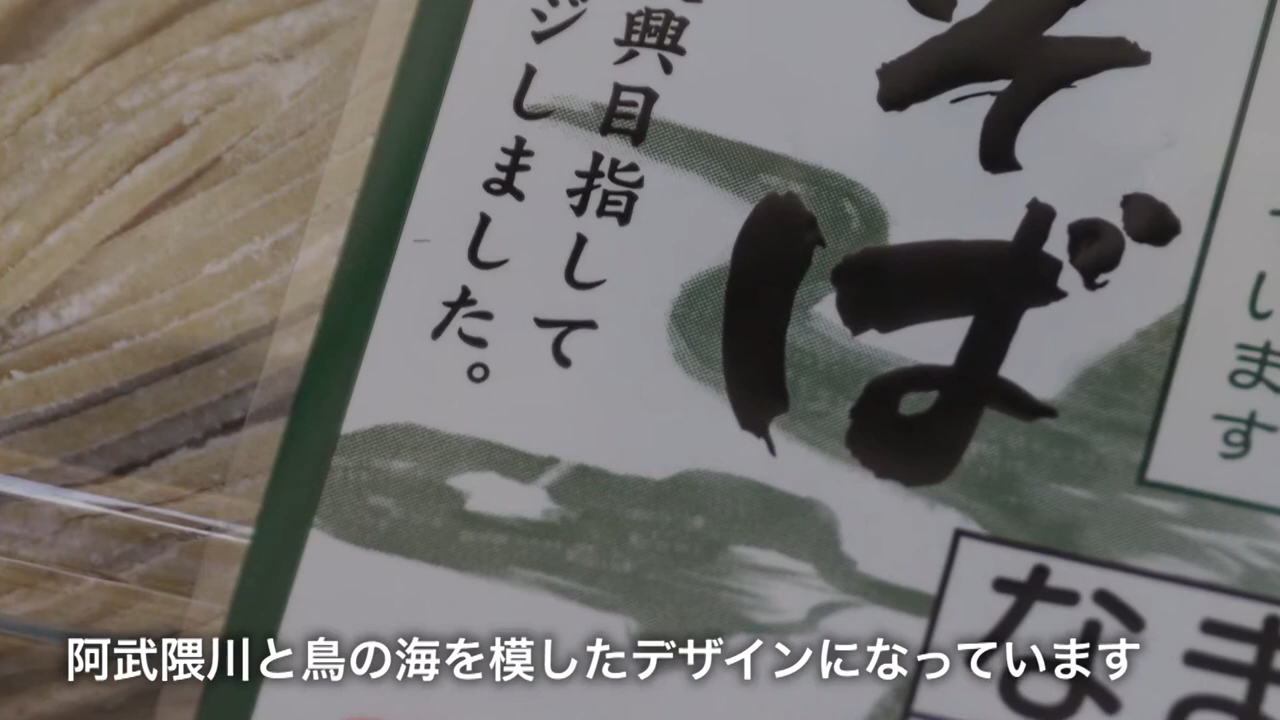 そば
興目指して
ジしました。
います
なま
阿武隈川と鳥の海を模したデザインになっています